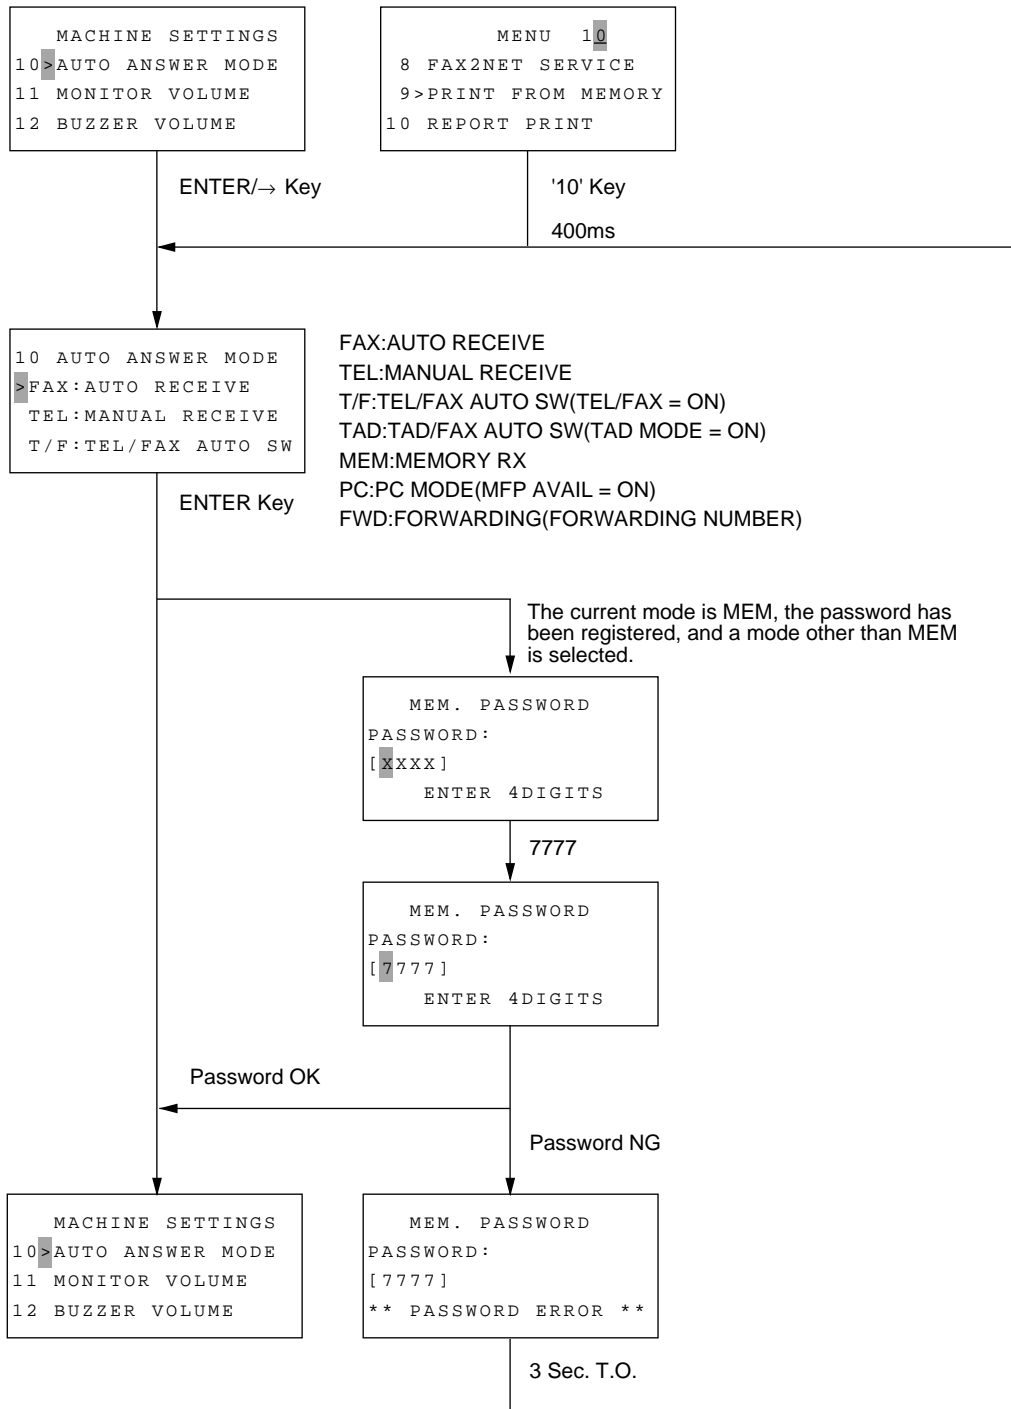 MACHINE SETTINGS
10>AUTO ANSWER MODE
11 MONITOR VOLUME
12 BUZZER VOLUME
MENU 10
8 FAX2NET SERVICE
9>PRINT FROM MEMORY
10 REPORT PRINT
ENTER/→ Key
'10' Key
400ms
10 AUTO ANSWER MODE
>FAX:AUTO RECEIVE
TEL:MANUAL RECEIVE
T/F:TEL/FAX AUTO SW
FAX:AUTO RECEIVE
TEL:MANUAL RECEIVE
T/F:TEL/FAX AUTO SW(TEL/FAX = ON)
TAD:TAD/FAX AUTO SW(TAD MODE = ON)
MEM:MEMORY RX
PC:PC MODE(MFP AVAIL = ON)
FWD:FORWARDING(FORWARDING NUMBER)
ENTER Key
The current mode is MEM, the password has
been registered, and a mode other than MEM
is selected.
MEM. PASSWORD
PASSWORD:
[XXXX]
ENTER 4DIGITS
7777
MEM. PASSWORD
PASSWORD:
[7777]
ENTER 4DIGITS
Password OK
Password NG
MACHINE SETTINGS
10>AUTO ANSWER MODE
11 MONITOR VOLUME
12 BUZZER VOLUME
MEM. PASSWORD
PASSWORD:
[7777]
** PASSWORD ERROR **
3 Sec. T.O.